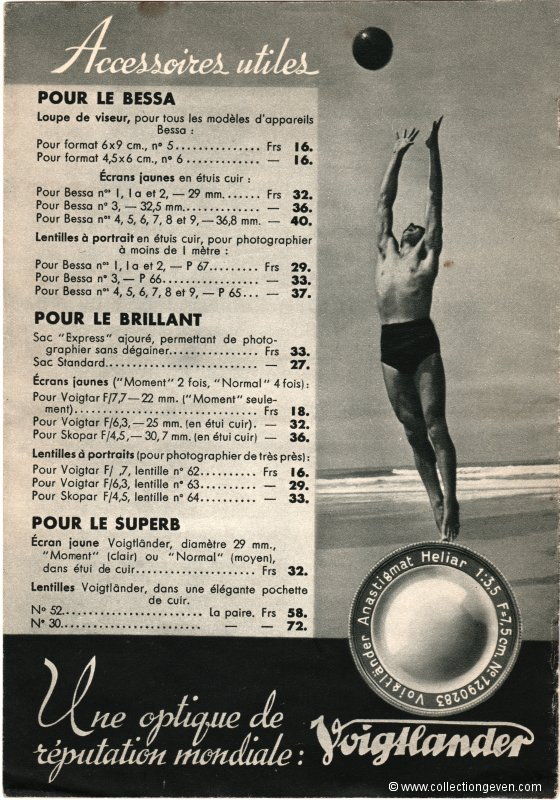 Accessoires utiles
POUR LE BESSA
Loupe de viseur, pour tous les modèles d'appareils
Bessa :
Pour format 6x9 cm., n° 5............... Frs 16.
Pour format 4,5x6 cm., n° 6............... — 16.
Écrans jaunes en étuis cuir :
Pour Bessa nos 1, 1 a et 2, — 29 mm....... Frs 32.
Pour Bessa n° 3, — 32,5 mm............... — 36.
Pour Bessa nos 4, 5, 6, 7, 8 et 9, — 36,8 mm. — 40.
Lentilles à portrait en étuis cuir, pour photographier
à moins de 1 mètre :
Pour Bessa nos 1, 1 a et 2, — P 67......... Frs 29.
Pour Bessa n° 3, — P 66............... — 33.
Pour Bessa nos 4, 5, 6, 7, 8 et 9, — P 65... — 37.
POUR LE BRILLANT
Sac "Express" ajouré, permettant de photo-
graphier sans dégainer............... Frs 33.
Sac Standard............... — 27.
Écrans jaunes ("Moment" 2 fois, "Normal" 4 fois) :
Pour Voigtar F/7,7 — 22 mm. ("Moment" seule-
ment)............... Frs 18.
Pour Voigtar F/6,3, — 25 mm. (en étui cuir). — 32.
Pour Skopar F/4,5, — 30,7 mm. (en étui cuir) — 36.
Lentilles à portraits (pour photographier de très près) :
Pour Voigtar F/ ,7, lentille n° 62......... Frs 16.
Pour Voigtar F/6,3, lentille n° 63......... — 29.
Pour Skopar F/4,5, lentille n° 64......... — 33.
POUR LE SUPERB
Écran jaune Voigtländer, diamètre 29 mm.,
"Moment" (clair) ou "Normal" (moyen),
dans étui de cuir............... Frs 32.
Lentilles Voigtländer, dans une élégante pochette
de cuir.
N° 52............... La paire. Frs 58.
N° 30............... — — 72.
Voigtländer Anastigmat Heliar 1:3,5 F=7,5 cm. No 1290283
Une optique de
réputation mondiale :
Voigtlander
© www.collectiongeven.com